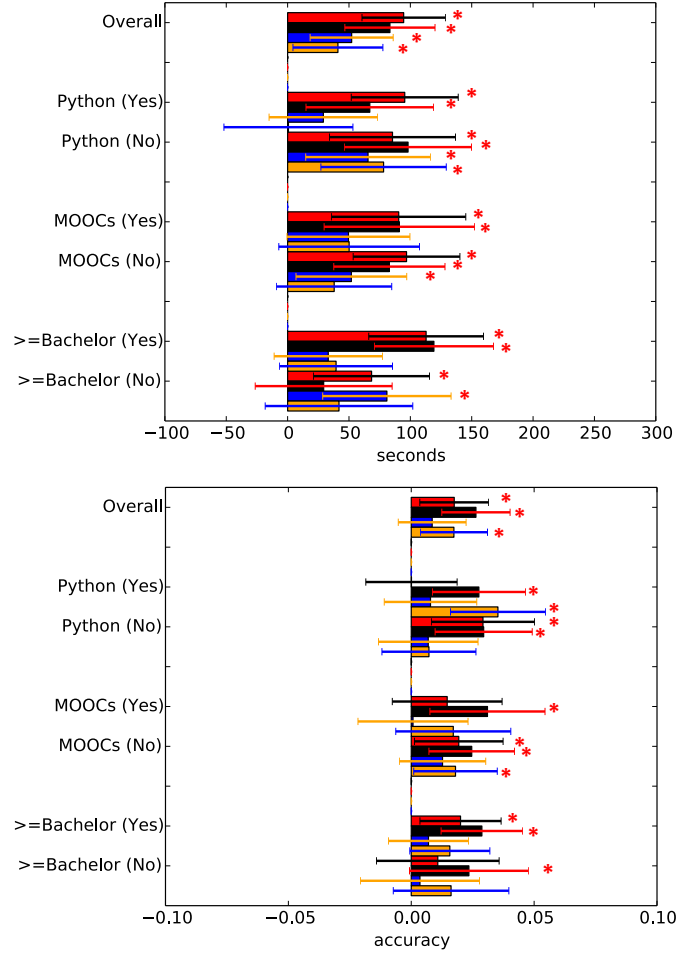 Overall
*
*
*
*
Python (Yes)
*
*
Python (No)
*
*
*
*
MOOCs (Yes)
*
*
MOOCs (No)
*
*
*
>=Bachelor (Yes)
*
*
>=Bachelor (No)
*
*
−100 −50 0 50 100 150 200 250 300
seconds
Overall
*
*
*
Python (Yes)
*
*
Python (No)
*
*
MOOCs (Yes)
*
MOOCs (No)
*
*
*
>=Bachelor (Yes)
*
*
>=Bachelor (No)
*
−0.10 −0.05 0.00 0.05 0.10
accuracy